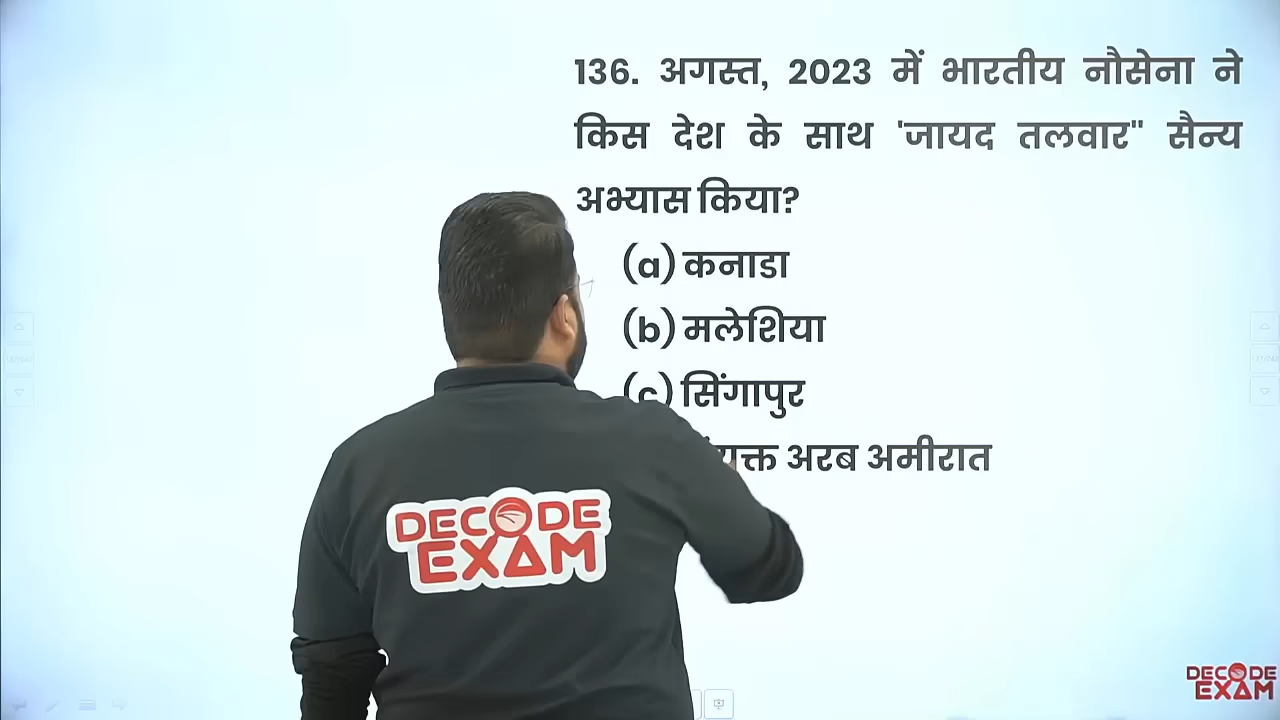 136. अगस्त, 2023 में भारतीय नौसेना ने
किस देश के साथ 'जायद तलवार" सैन्य
अभ्यास किया?
(a) कनाडा
(b) मलेशिया
(c) सिंगापुर
अरब अमीरात
DECODE
EXAM
DECODE
EXAM